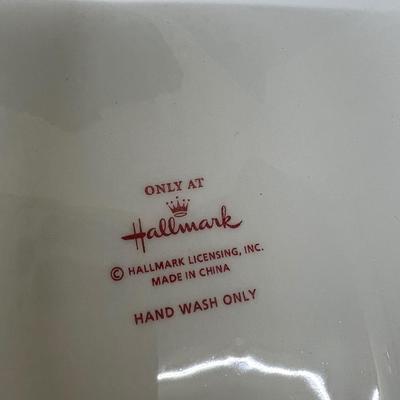 ONLY AT
Hallmark
© HALLMARK LICENSING, INC.
MADE IN CHINA
HAND WASH ONLY